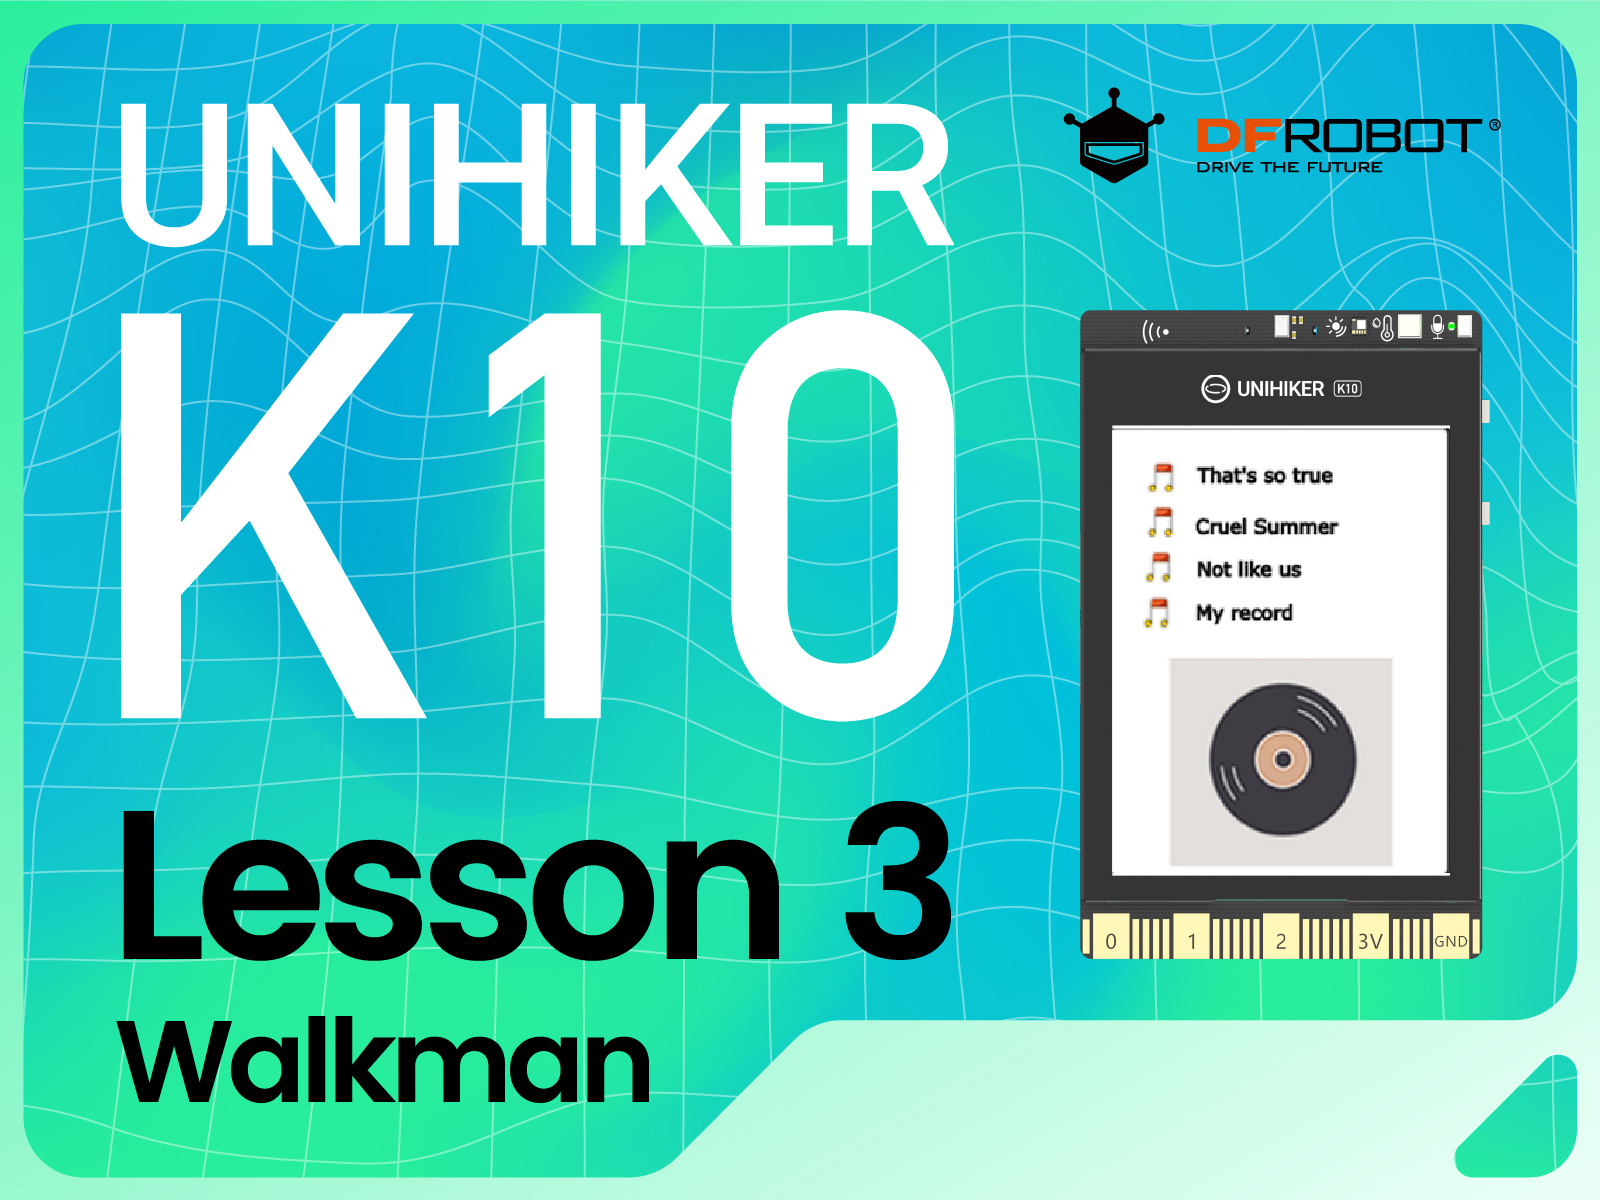 UNIHIKER
K10
Lesson 3
Walkman
DFROBOT®
DRIVE THE FUTURE
UNIHIKER K10
That's so true
Cruel Summer
Not like us
My record
0 1 2 3V GND